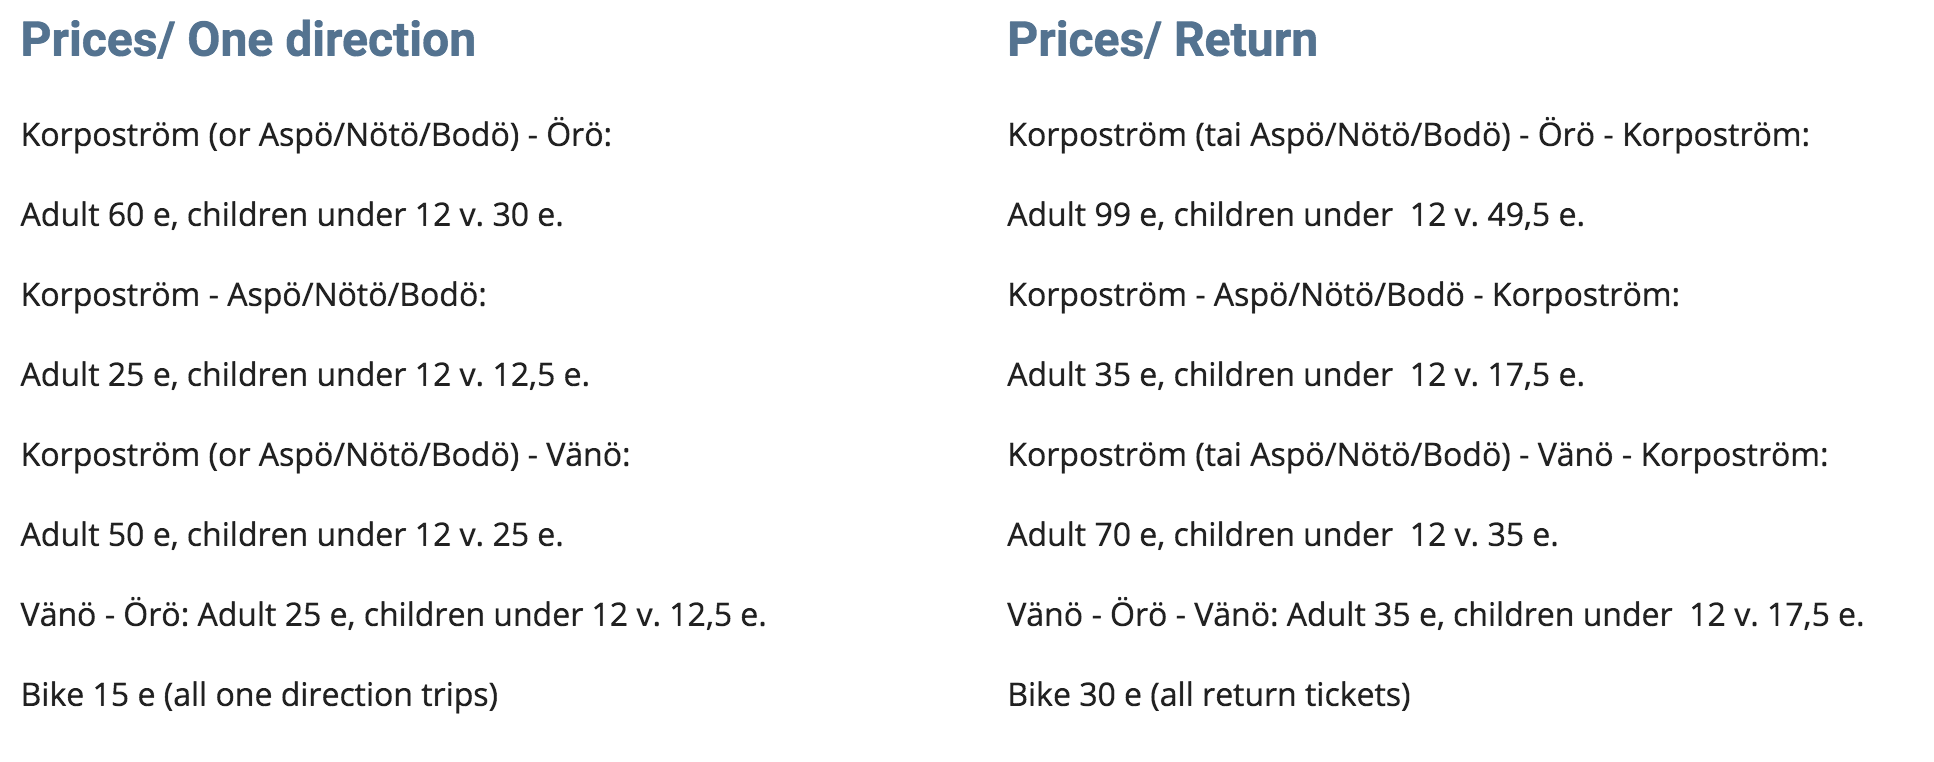 Prices/ One direction
Korpoström (or Aspö/Nötö/Bodö) - Örö:
Adult 60 e, children under 12 v. 30 e.
Korpoström - Aspö/Nötö/Bodö:
Adult 25 e, children under 12 v. 12,5 e.
Korpoström (or Aspö/Nötö/Bodö) - Vänö:
Adult 50 e, children under 12 v. 25 e.
Vänö - Örö: Adult 25 e, children under 12 v. 12,5 e.
Bike 15 e (all one direction trips)
Prices/ Return
Korpoström (tai Aspö/Nötö/Bodö) - Örö - Korpoström:
Adult 99 e, children under  12 v. 49,5 e.
Korpoström - Aspö/Nötö/Bodö - Korpoström:
Adult 35 e, children under  12 v. 17,5 e.
Korpoström (tai Aspö/Nötö/Bodö) - Vänö - Korpoström:
Adult 70 e, children under  12 v. 35 e.
Vänö - Örö - Vänö: Adult 35 e, children under  12 v. 17,5 e.
Bike 30 e (all return tickets)